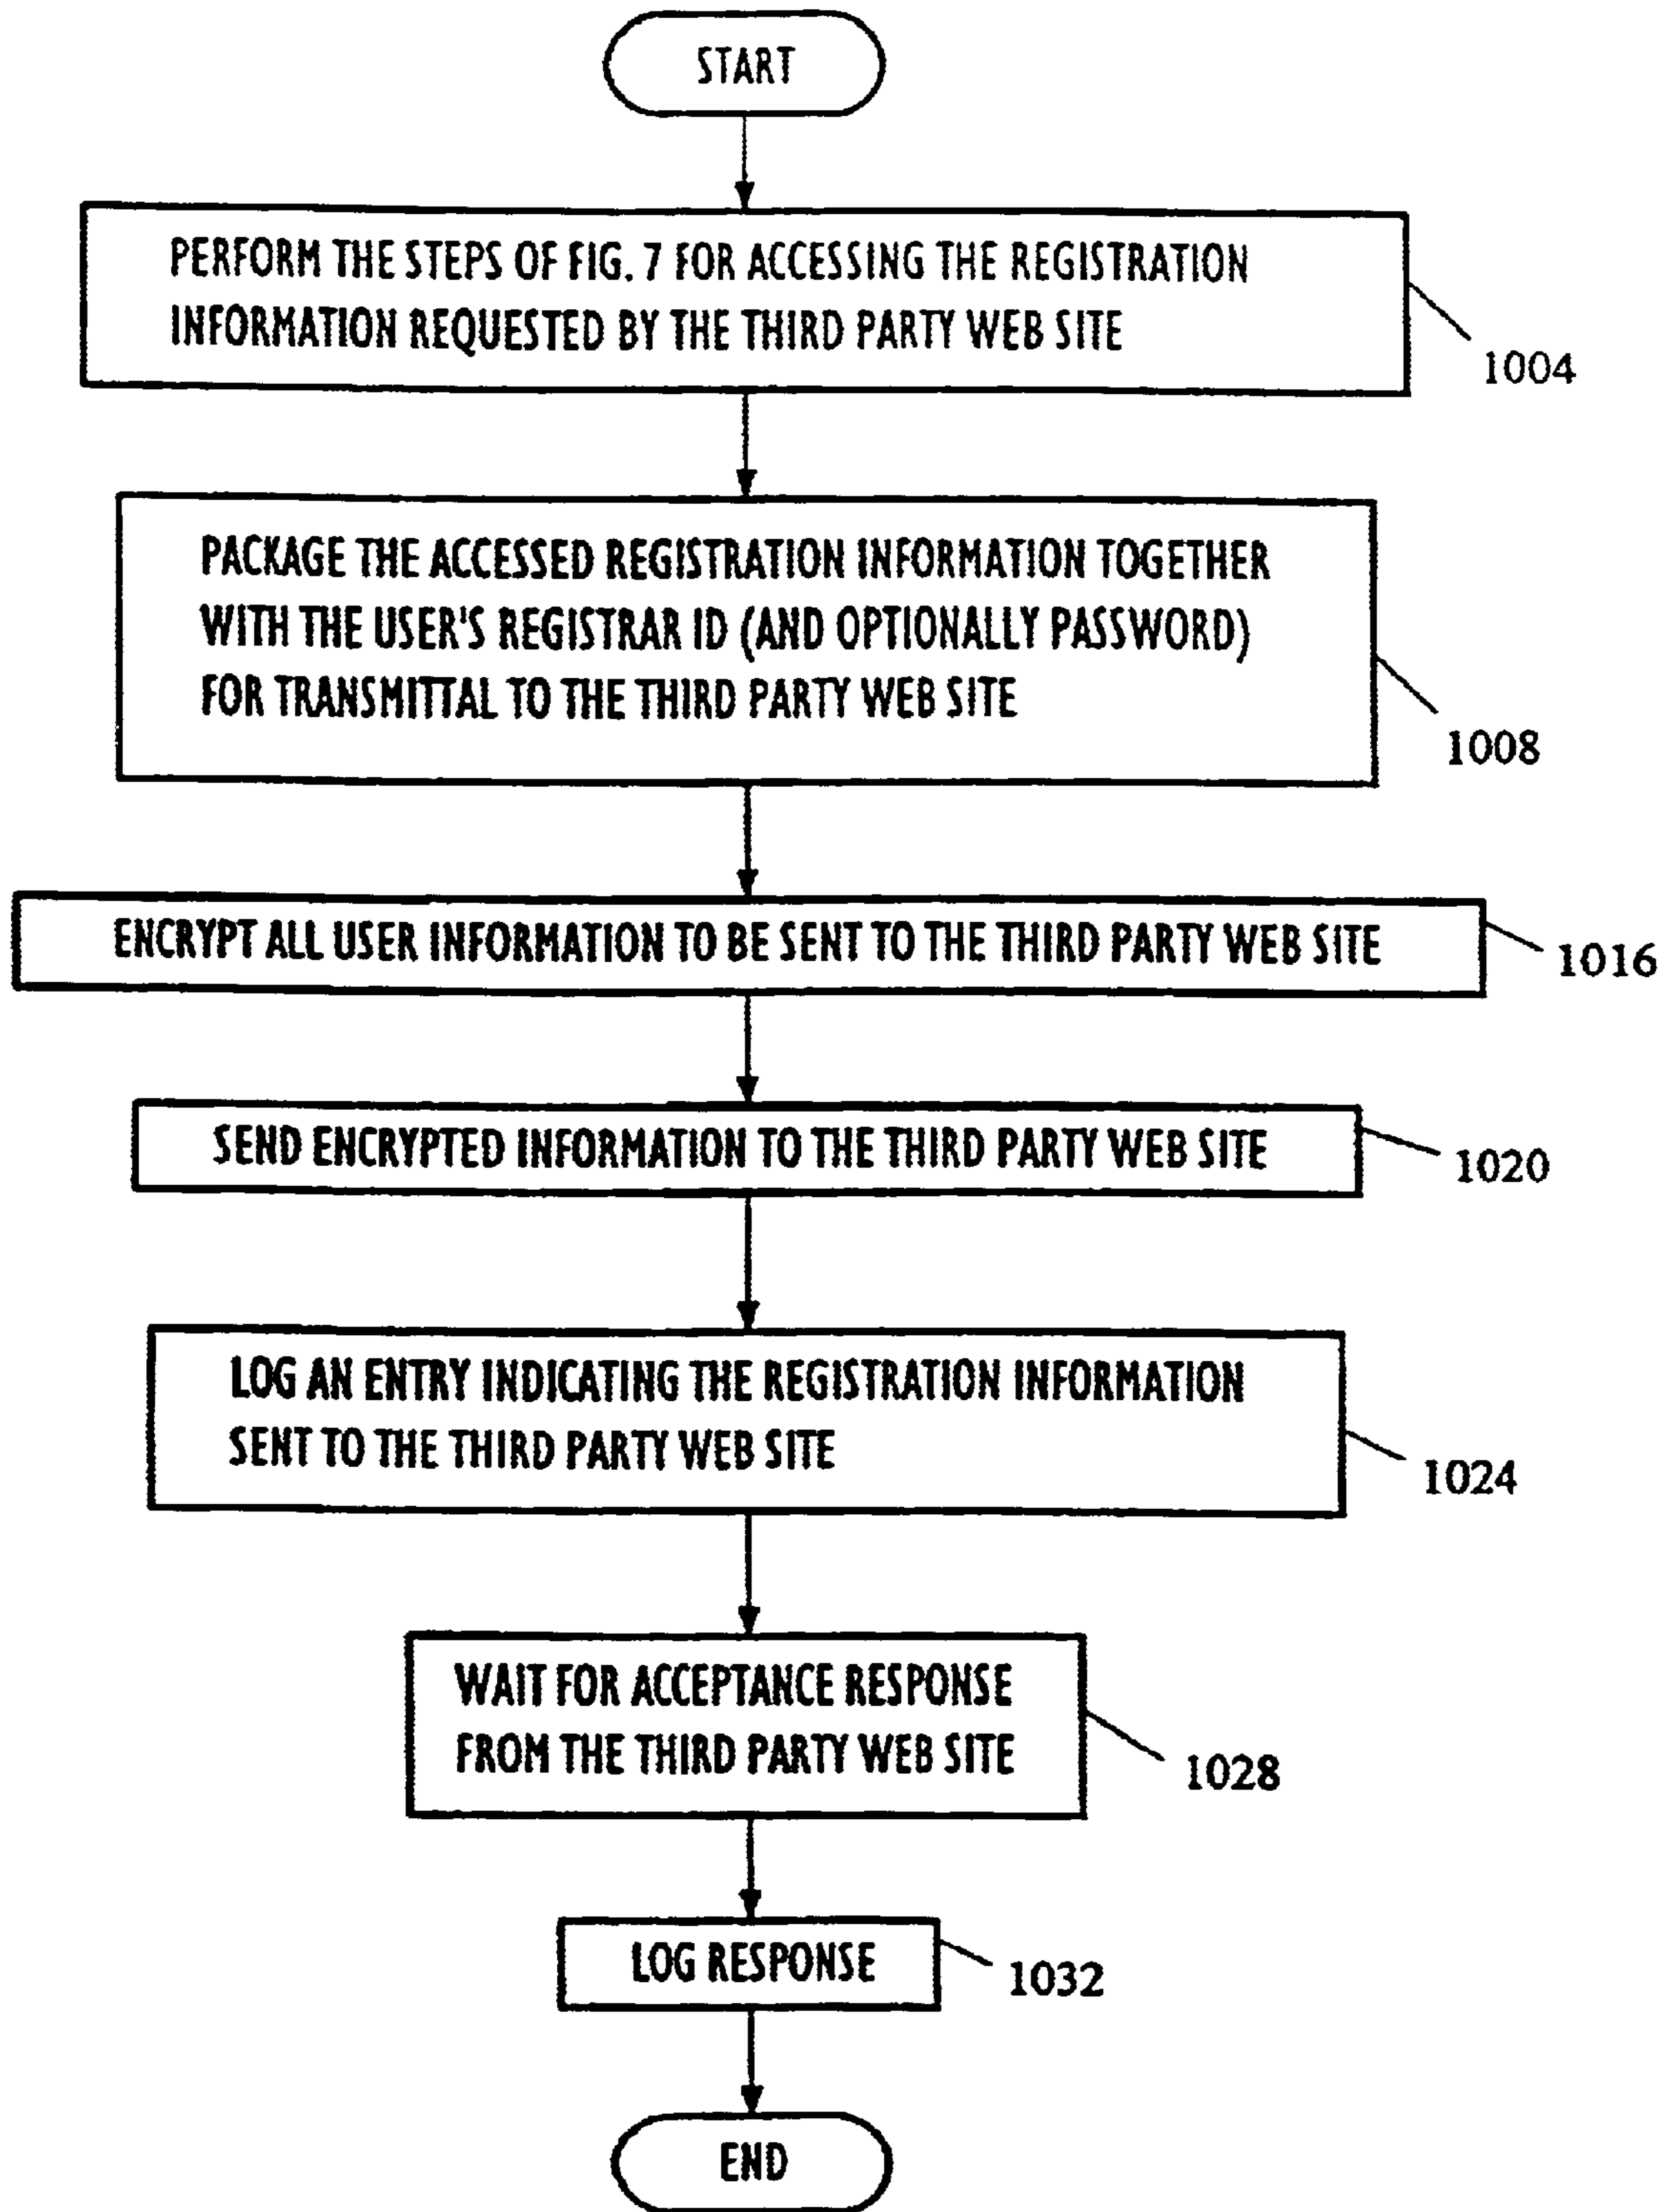 START
PERFORM THE STEPS OF FIG. 7 FOR ACCESSING THE REGISTRATION
INFORMATION REQUESTED BY THE THIRD PARTY WEB SITE
1004
PACKAGE THE ACCESSED REGISTRATION INFORMATION TOGETHER
WITH THE USER'S REGISTRAR ID (AND OPTIONALLY PASSWORD)
FOR TRANSMITTAL TO THE THIRD PARTY WEB SITE
1008
ENCRYPT ALL USER INFORMATION TO BE SENT TO THE THIRD PARTY WEB SITE
1016
SEND ENCRYPTED INFORMATION TO THE THIRD PARTY WEB SITE
1020
LOG AN ENTRY INDICATING THE REGISTRATION INFORMATION
SENT TO THE THIRD PARTY WEB SITE
1024
WAIT FOR ACCEPTANCE RESPONSE
FROM THE THIRD PARTY WEB SITE
1028
LOG RESPONSE
1032
END